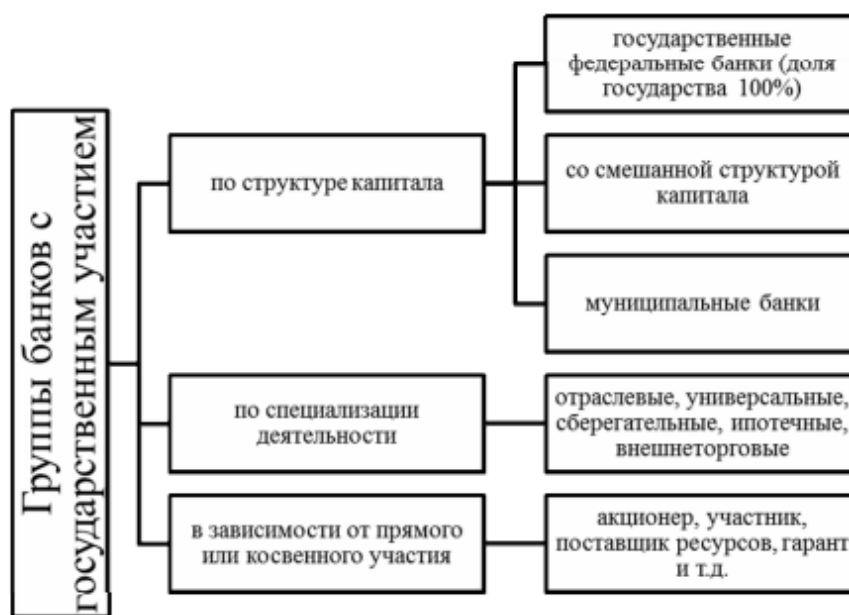 Группы банков с
государственным участием
по структуре капитала
государственные
федеральные банки (доля
государства 100%)
со смешанной структурой
капитала
муниципальные банки
по специализации
деятельности
отраслевые, универсальные,
сберегательные, ипотечные,
внешнеторговые
в зависимости от прямого
или косвенного участия
акционер, участник,
поставщик ресурсов, гарант
и т.д.